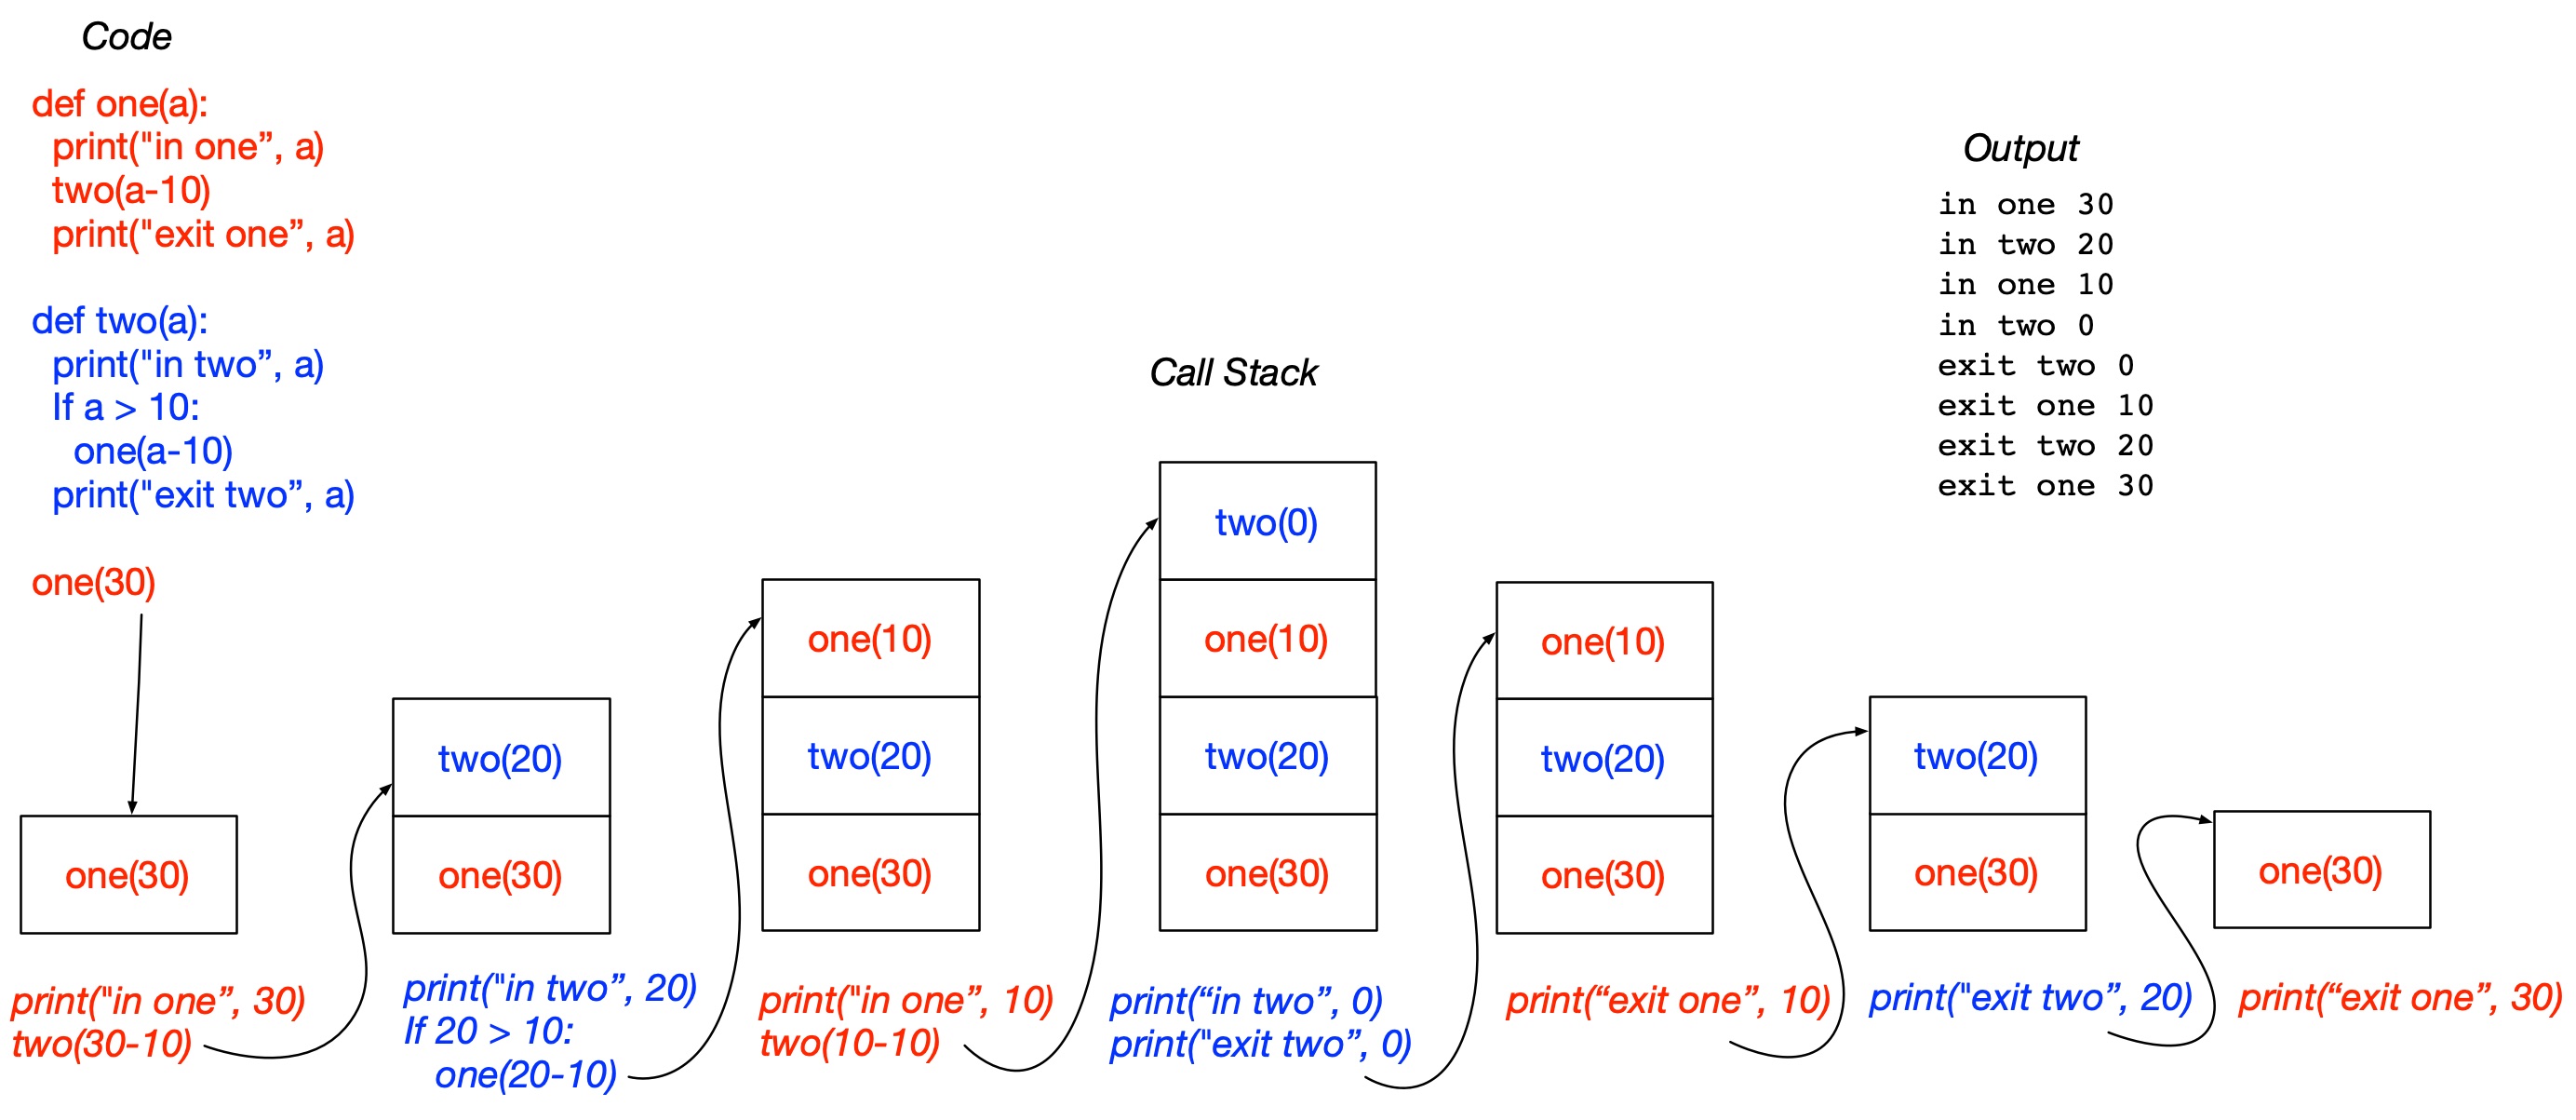 Code
def one(a):
print("in one”, a)
two(a-10)
print("exit one”, a)
def two(a):
print("in two”, a)
If a > 10:
one(a-10)
print("exit two”, a)
one(30)
Output
in one 30
in two 20
in one 10
in two 0
exit two 0
exit one 10
exit two 20
exit one 30
Call Stack
one(30)
print("in one”, 30)
two(30-10)
two(20)
one(30)
print("in two”, 20)
If 20 > 10:
one(20-10)
one(10)
two(20)
one(30)
print("in one”, 10)
two(10-10)
two(0)
one(10)
two(20)
one(30)
print(“in two”, 0)
print("exit two”, 0)
one(10)
two(20)
one(30)
print(“exit one”, 10)
two(20)
one(30)
print("exit two”, 20)
one(30)
print(“exit one”, 30)